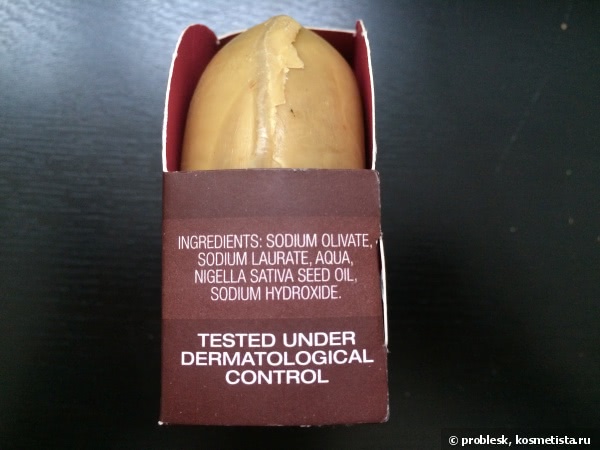 INGREDIENTS: SODIUM OLIVATE,
SODIUM LAURATE, AQUA,
NIGELLA SATIVA SEED OIL,
SODIUM HYDROXIDE.
TESTED UNDER
DERMATOLOGICAL
CONTROL
© problesk, kosmetista.ru